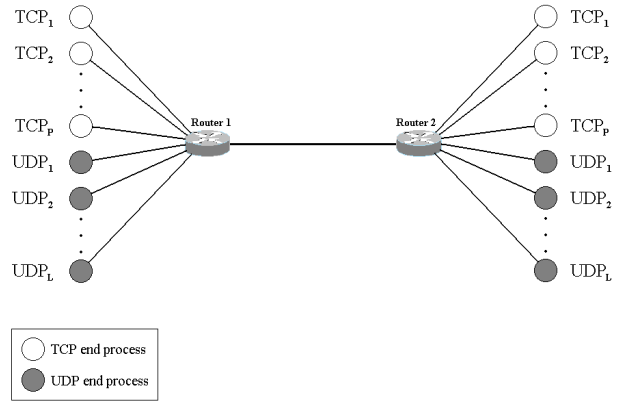 TCP1 TCP1
TCP2 TCP2
Router 1 Router 2
TCPP TCPP
UDP1 UDP1
UDP2 UDP2
UDPL UDPL
TCP end process
UDP end process